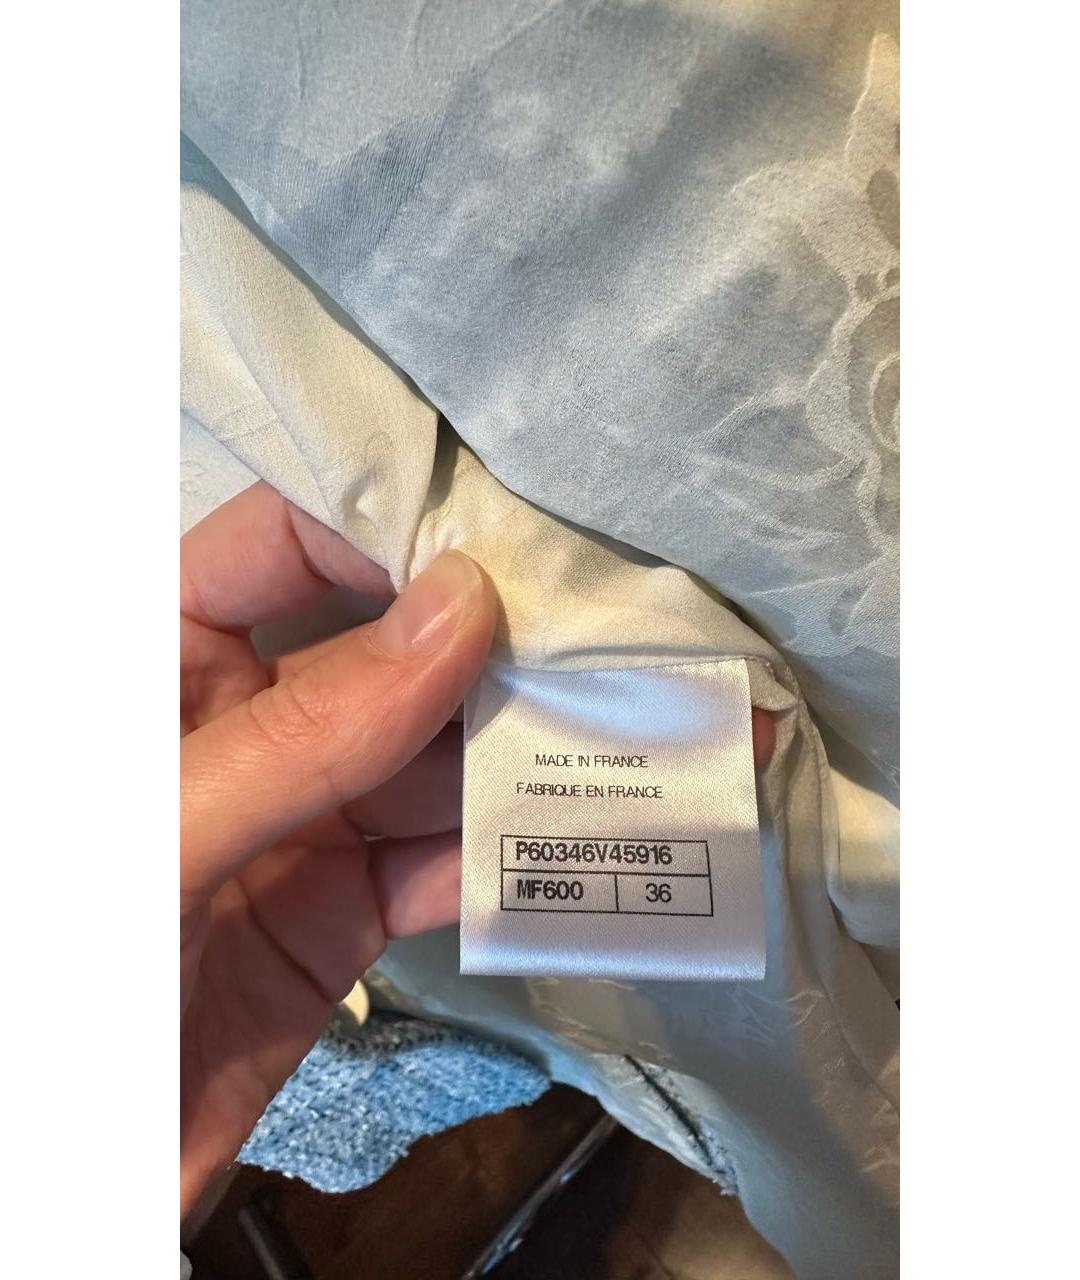 MADE IN FRANCE
FABRIQUE EN FRANCE
P60346V45916
MF600 36